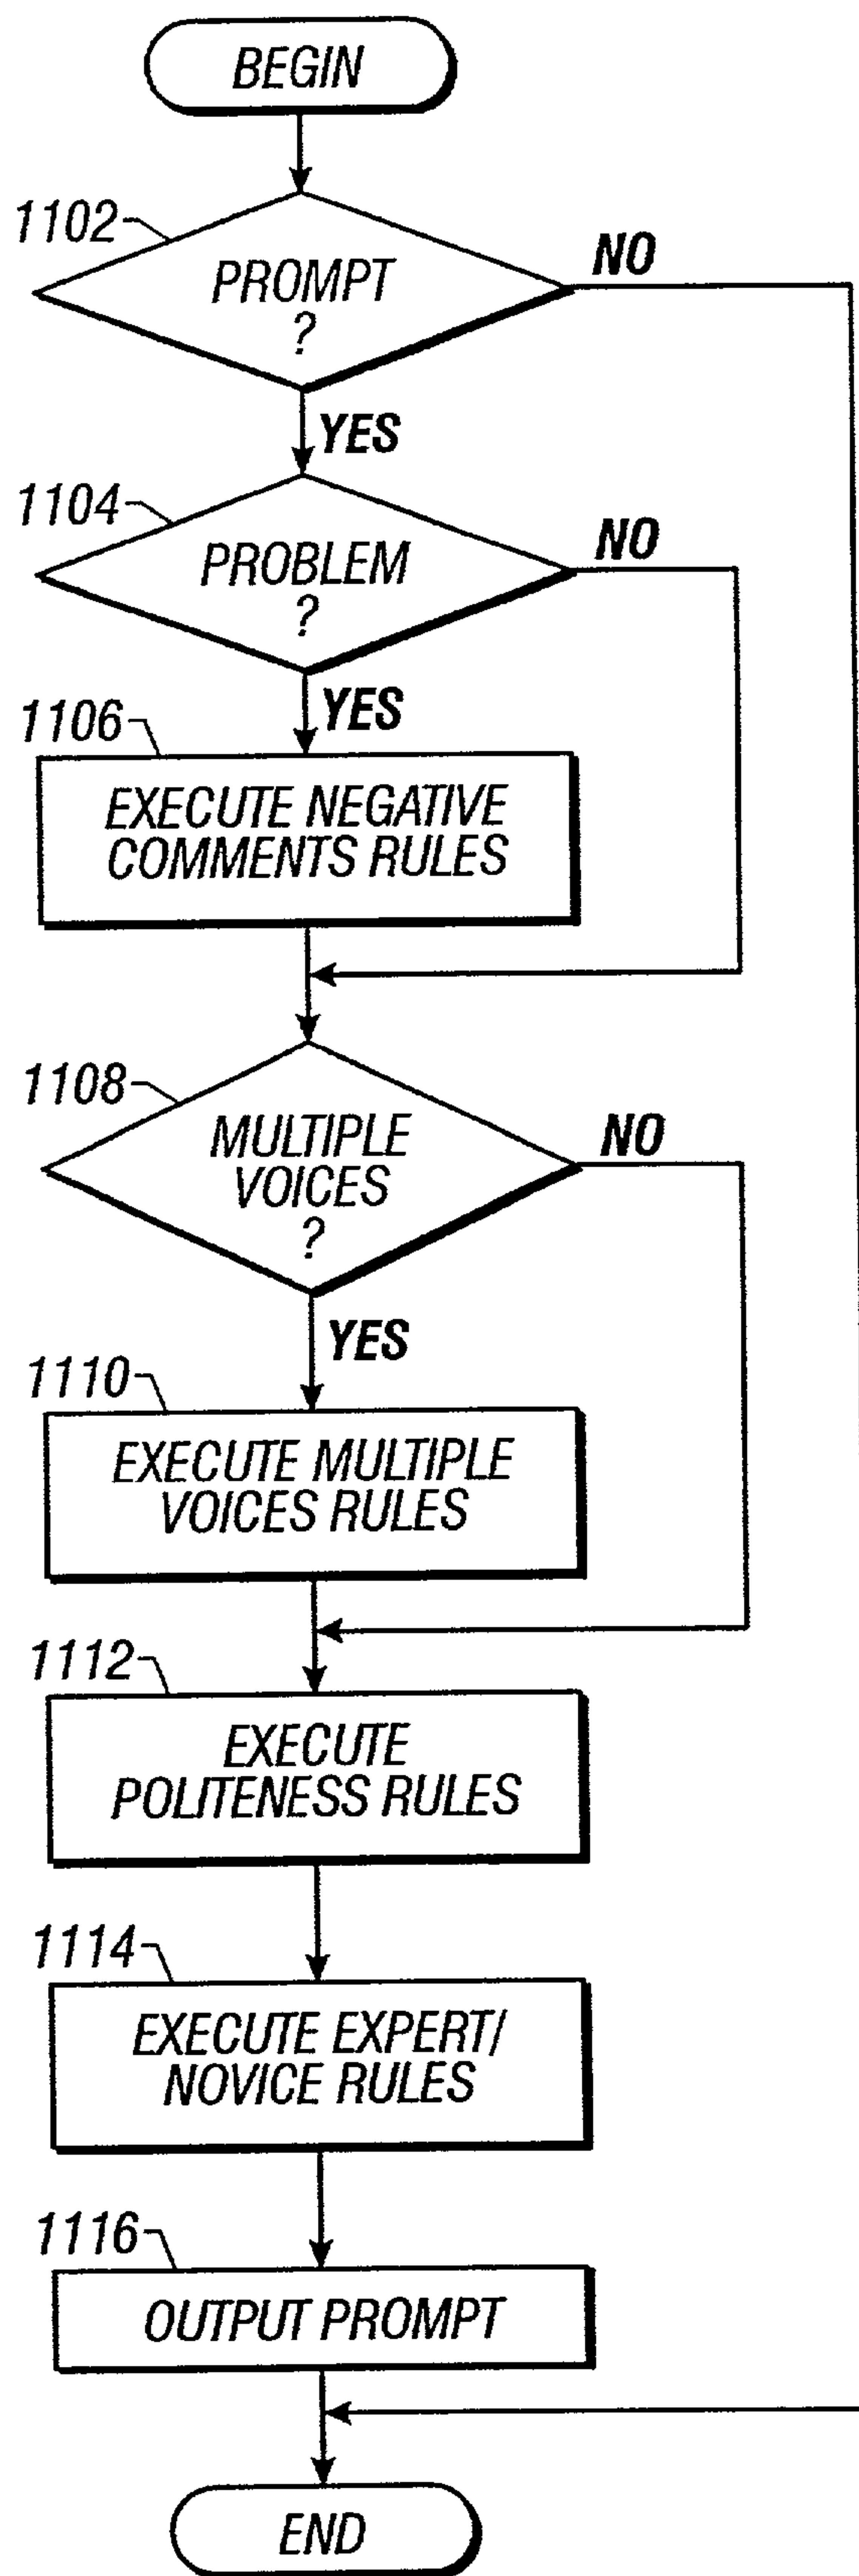 BEGIN
1102
PROMPT
?
NO
YES
1104
PROBLEM
?
NO
YES
1106
EXECUTE NEGATIVE
COMMENTS RULES
1108
MULTIPLE
VOICES
?
NO
YES
1110
EXECUTE MULTIPLE
VOICES RULES
1112
EXECUTE
POLITENESS RULES
1114
EXECUTE EXPERT/
NOVICE RULES
1116
OUTPUT PROMPT
END